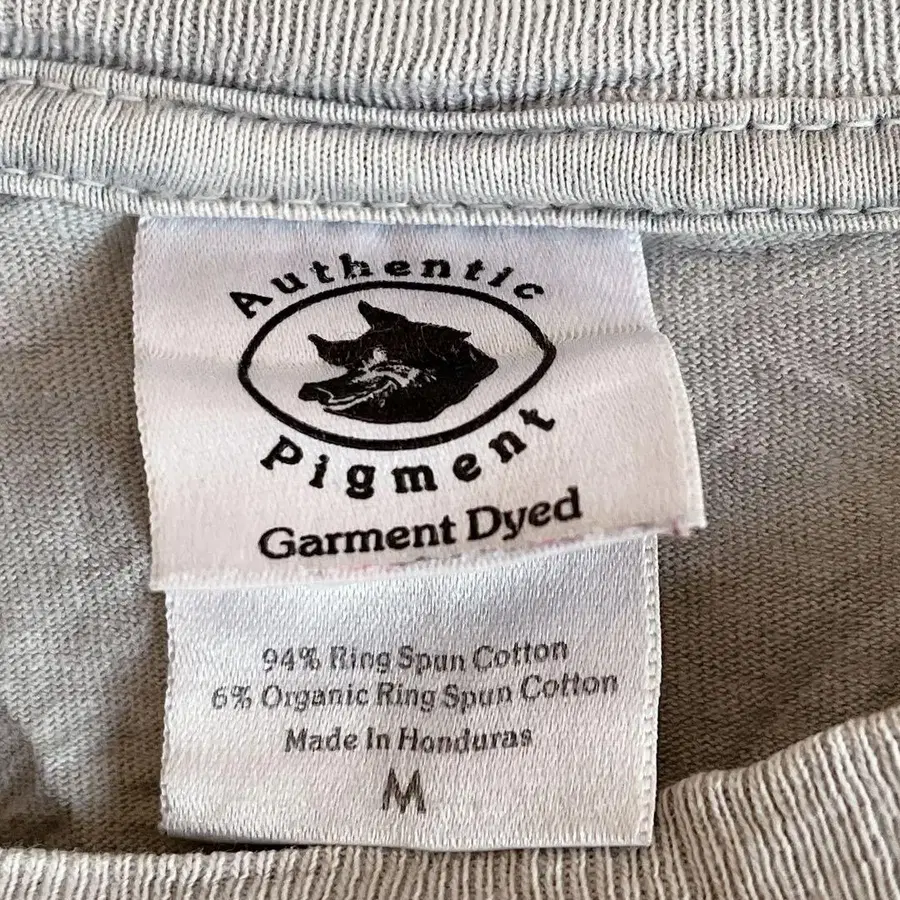 Authentic
Pigment
Garment Dyed
94% Ring Spun Cotton
6% Organic Ring Spun Cotton
Made In Honduras
M